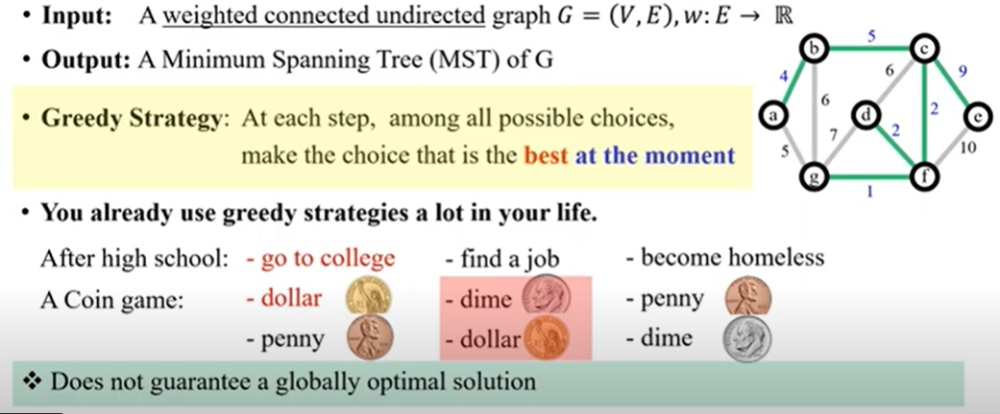 • Input: A weighted connected undirected graph G = (V, E), w: E → ℝ
• Output: A Minimum Spanning Tree (MST) of G
• Greedy Strategy: At each step, among all possible choices,
make the choice that is the best at the moment
• You already use greedy strategies a lot in your life.
After high school: - go to college - find a job - become homeless
A Coin game: - dollar - dime - penny
- penny - dollar - dime
❖ Does not guarantee a globally optimal solution
5
b c
4 6 9
6
a d 2 e
7 2
5 10
g f
1